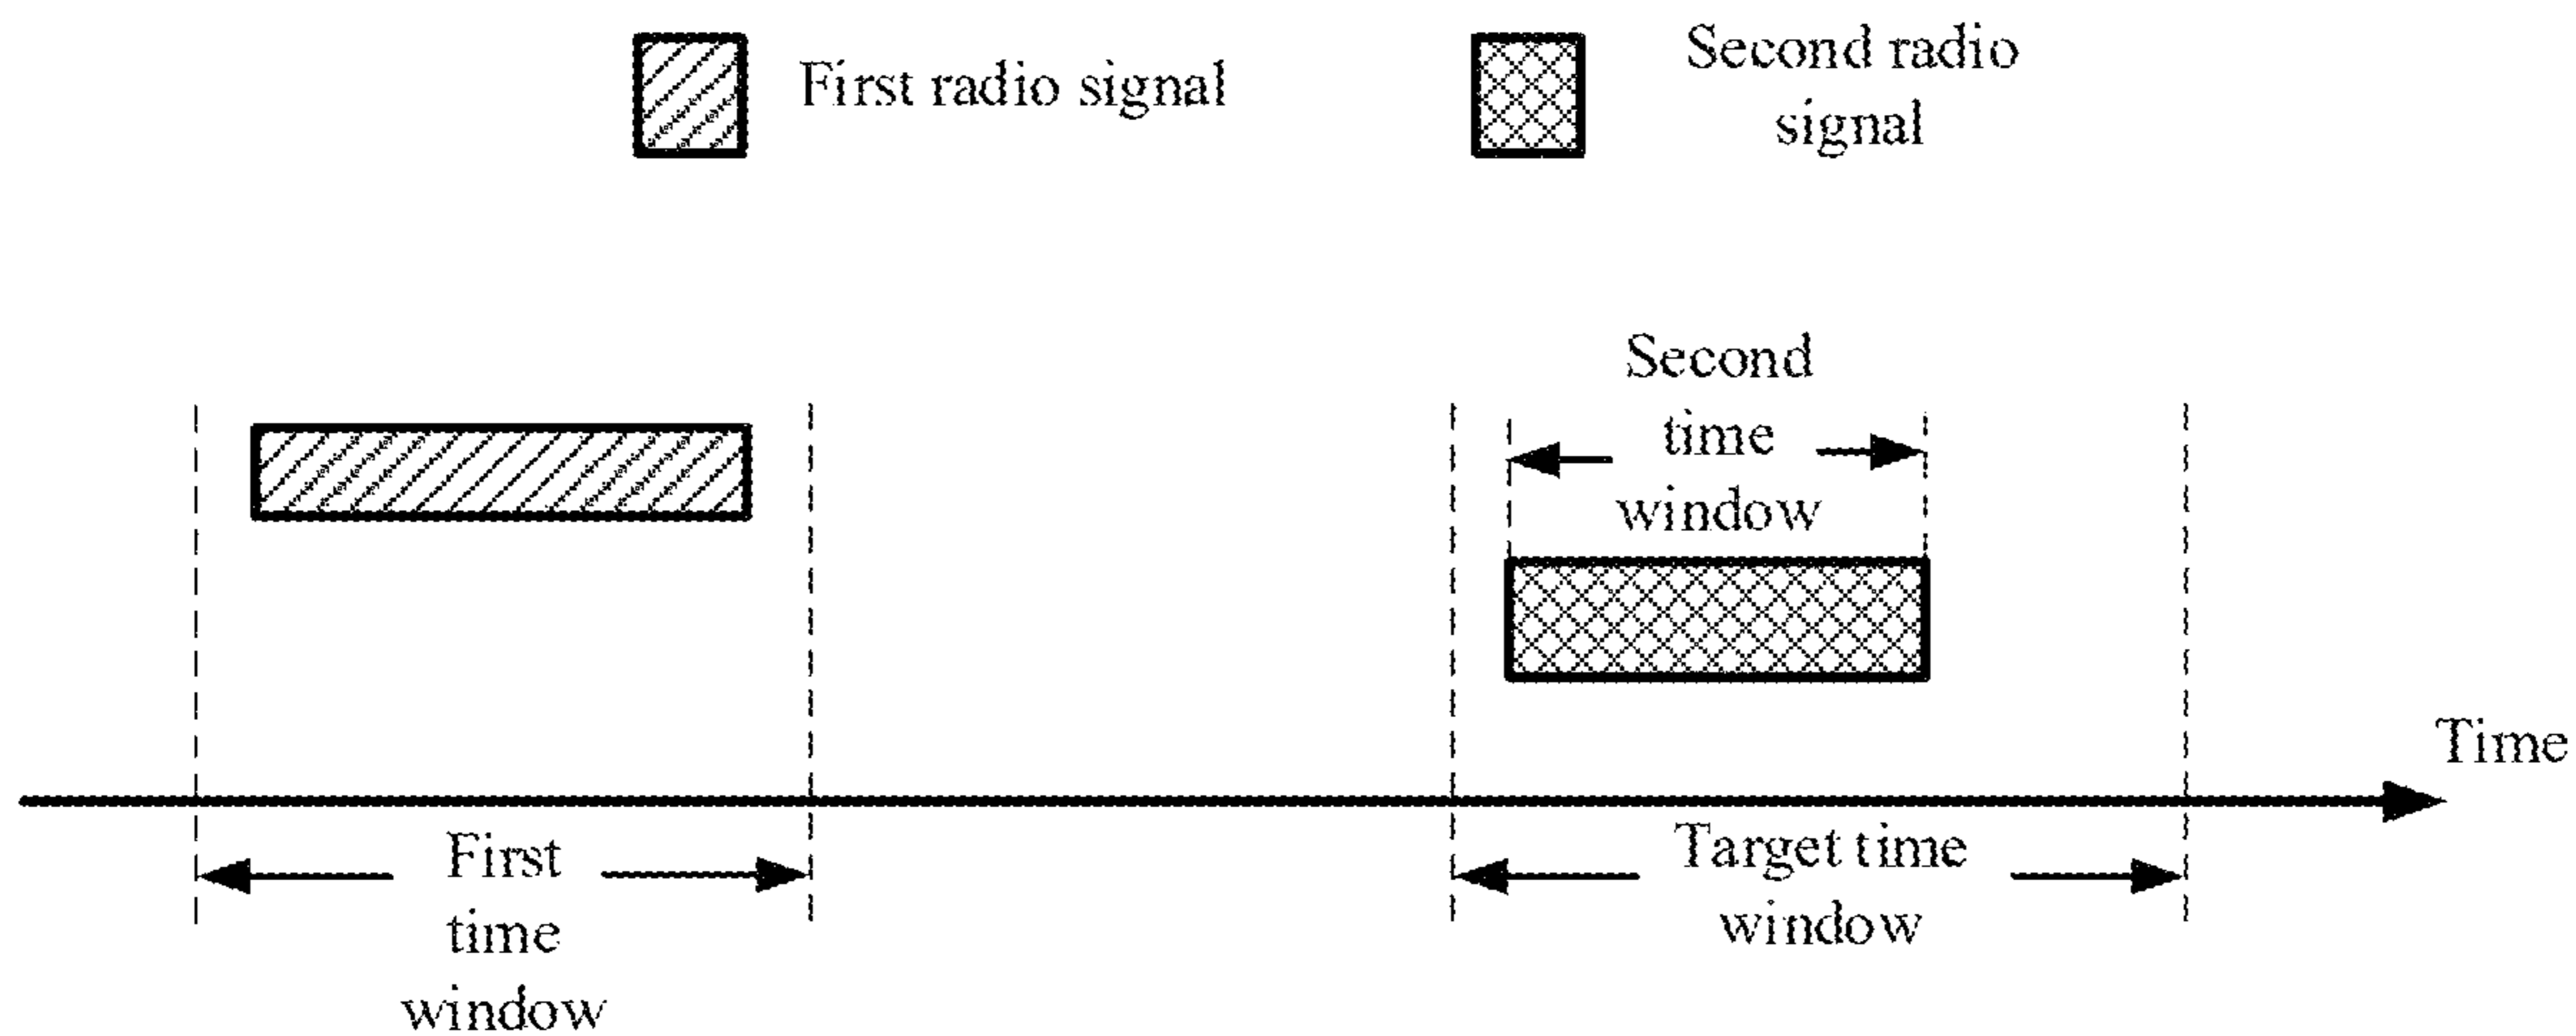 First radio signal
Second radio
signal
Second
time
window
Time
First
time
window
Target time
window